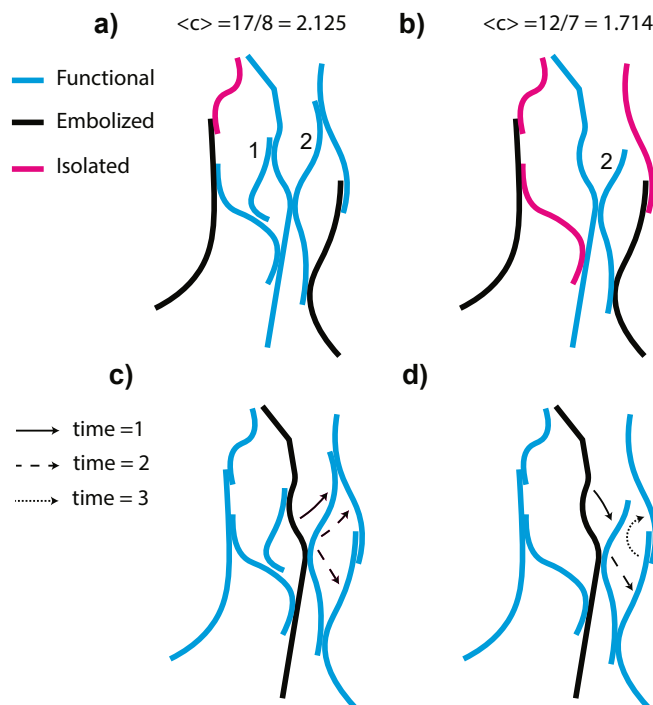 a) <c> =17/8 = 2.125
b) <c> =12/7 = 1.714
Functional
Embolized
Isolated
1
2
2
c)
d)
time =1
time = 2
time = 3